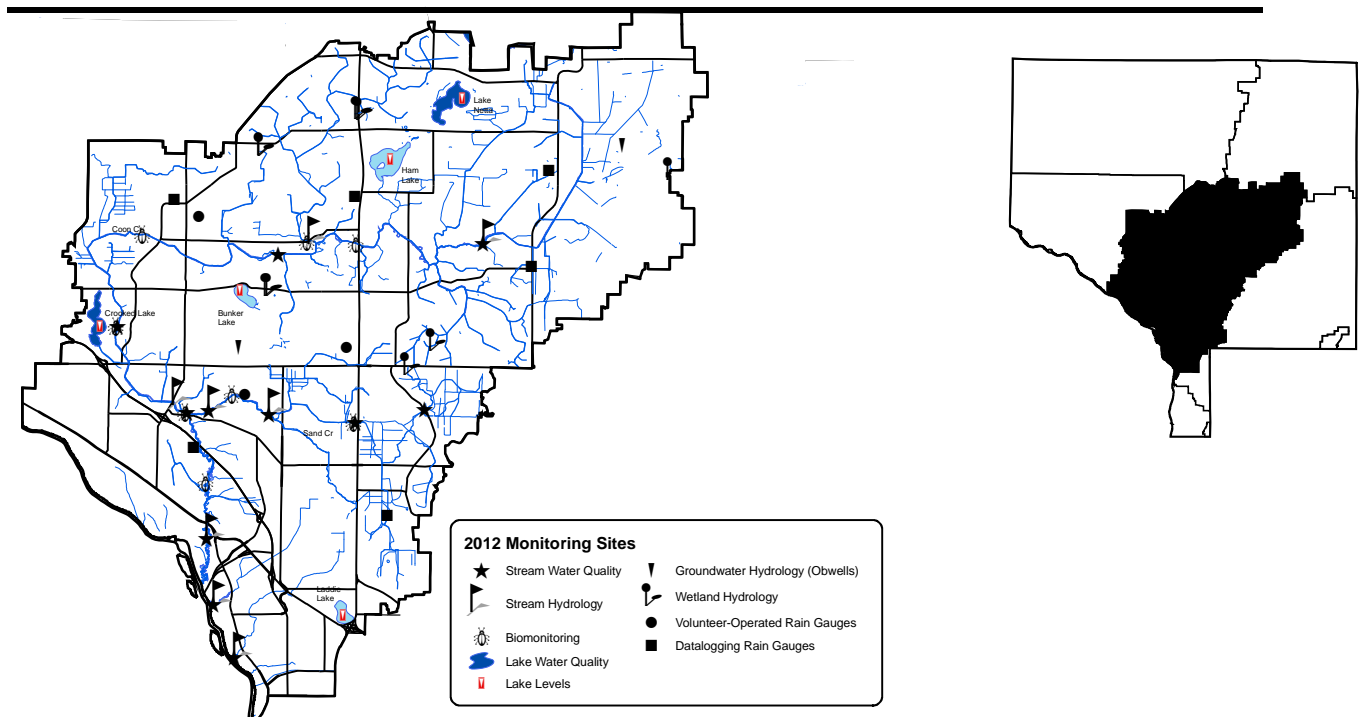 Lake
Netta
Ham
Lake
Coon Cr
Crooked Lake
Bunker
Lake
Sand Cr
Laddie
Lake
2012 Monitoring Sites
Stream Water Quality
Stream Hydrology
Biomonitoring
Lake Water Quality
Lake Levels
Groundwater Hydrology (Obwells)
Wetland Hydrology
Volunteer-Operated Rain Gauges
Datalogging Rain Gauges